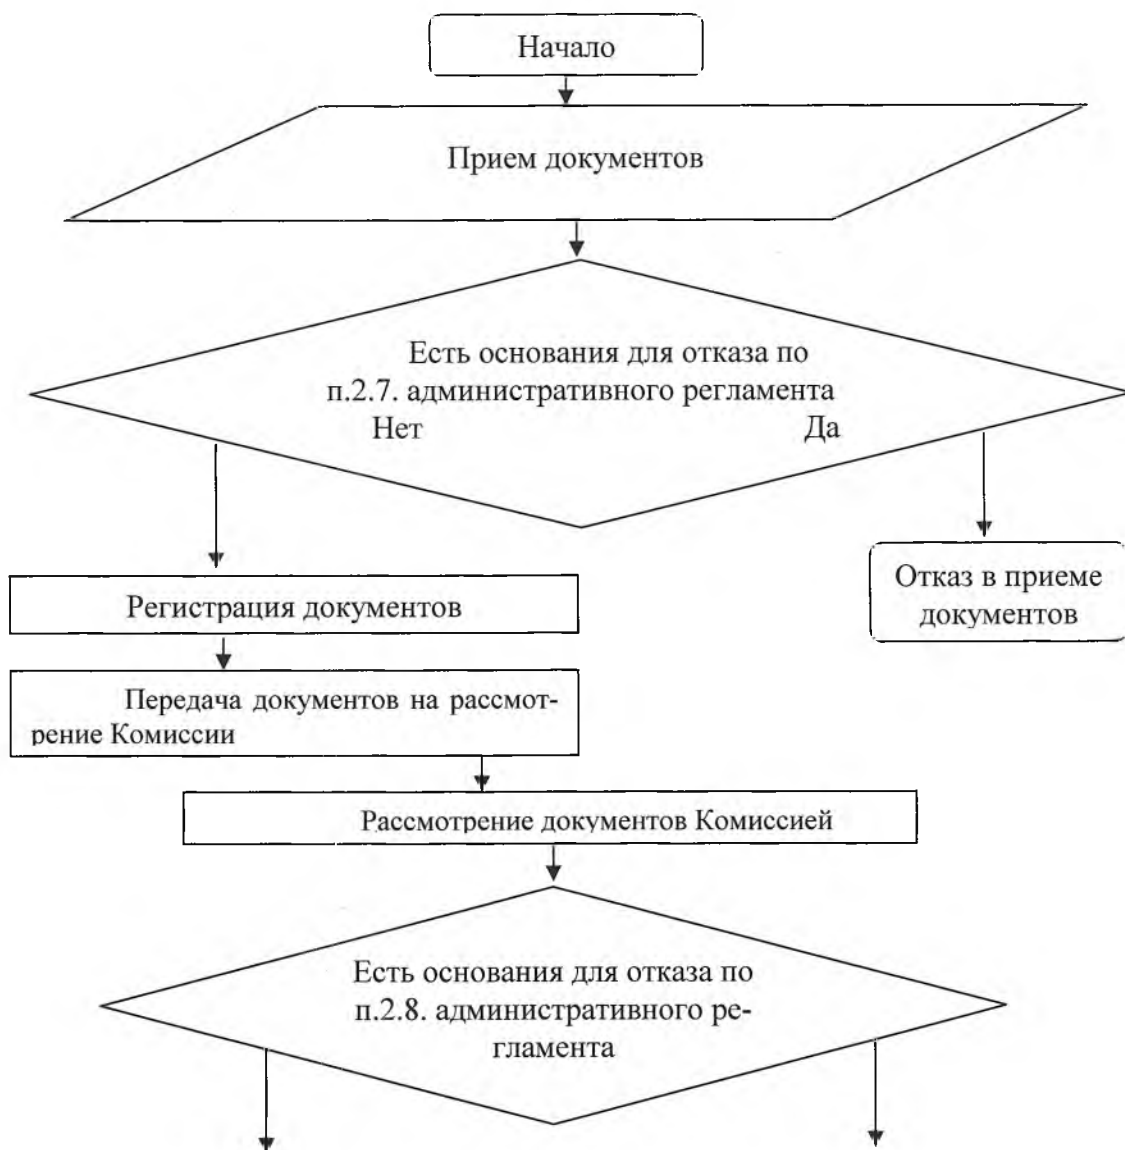 Начало
Прием документов
Есть основания для отказа по
п.2.7. административного регламента
Нет Да
Отказ в приеме
документов
Регистрация документов
Передача документов на рассмот-
рение Комиссии
Рассмотрение документов Комиссией
Есть основания для отказа по
п.2.8. административного ре-
гламента